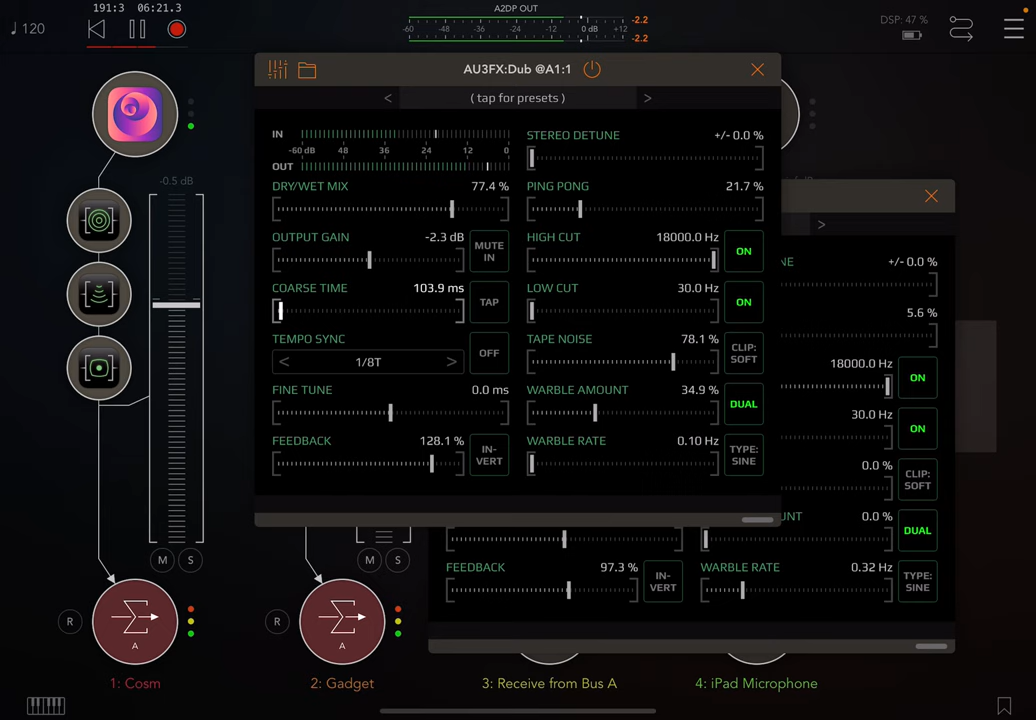 191:3 06:21.3
♩ 120
A2DP OUT
-60 -48 -36 -24 -12 0 dB +12
-2.2
-2.2
DSP: 47 %
AU3FX:Dub @A1:1
< ( tap for presets ) >
IN
-60 dB 48 36 24 12 0
OUT
DRY/WET MIX 77.4 %
OUTPUT GAIN -2.3 dB
MUTE
IN
COARSE TIME 103.9 ms
TAP
TEMPO SYNC
< 1/8T >
OFF
FINE TUNE 0.0 ms
FEEDBACK 128.1 %
IN-
VERT
STEREO DETUNE +/- 0.0 %
PING PONG 21.7 %
HIGH CUT 18000.0 Hz
ON
LOW CUT 30.0 Hz
ON
TAPE NOISE 78.1 %
CLIP:
SOFT
WARBLE AMOUNT 34.9 %
DUAL
WARBLE RATE 0.10 Hz
TYPE:
SINE
>
NE +/- 0.0 %
5.6 %
18000.0 Hz
ON
30.0 Hz
ON
0.0 %
CLIP:
SOFT
UNT 0.0 %
DUAL
FEEDBACK 97.3 %
IN-
VERT
WARBLE RATE 0.32 Hz
TYPE:
SINE
-0.5 dB
M S
M S
R
A
R
A
1: Cosm
2: Gadget
3: Receive from Bus A
4: iPad Microphone